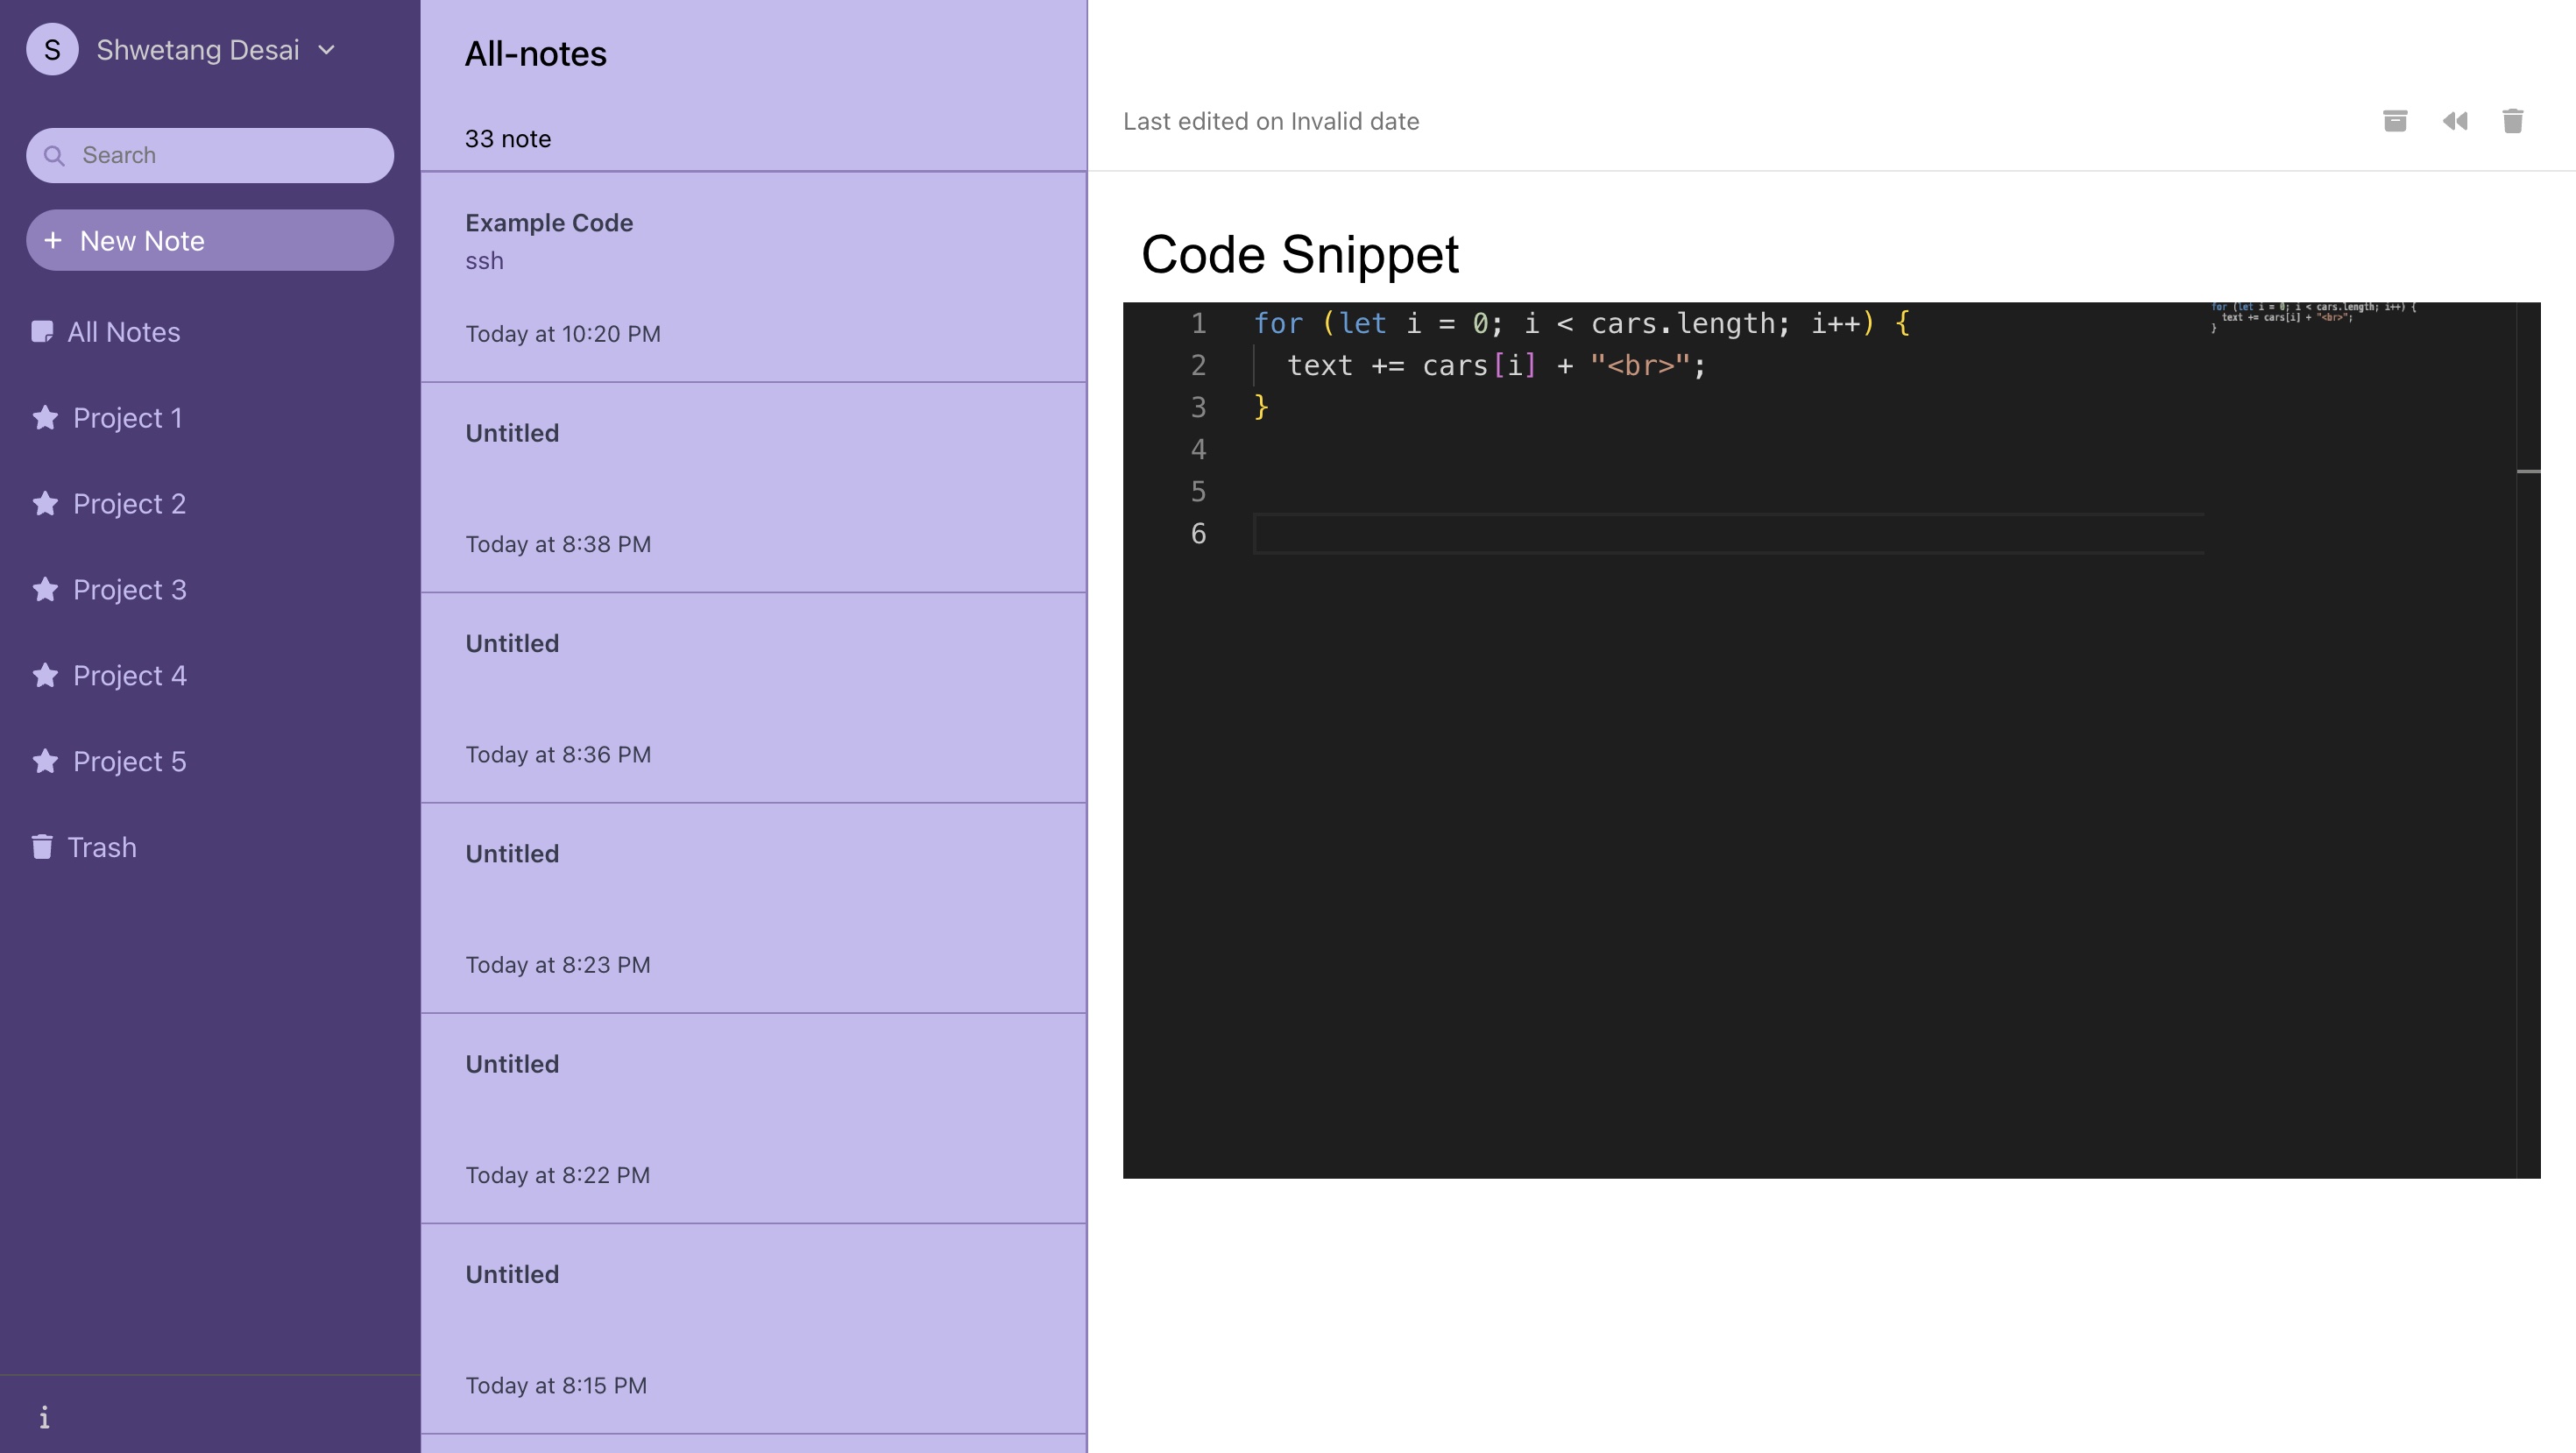 S Shwetang Desai
Search
+ New Note
All Notes
Project 1
Project 2
Project 3
Project 4
Project 5
Trash
i
All-notes
33 note
Example Code
ssh
Today at 10:20 PM
Untitled
Today at 8:38 PM
Untitled
Today at 8:36 PM
Untitled
Today at 8:23 PM
Untitled
Today at 8:22 PM
Untitled
Today at 8:15 PM
Last edited on Invalid date
Code Snippet
1 for (let i = 0; i < cars.length; i++) {
2   text += cars[i] + "<br>";
3 }
4
5
6
for (let i = 0; i < cars.length; i++) {
  text += cars[i] + "<br>";
}